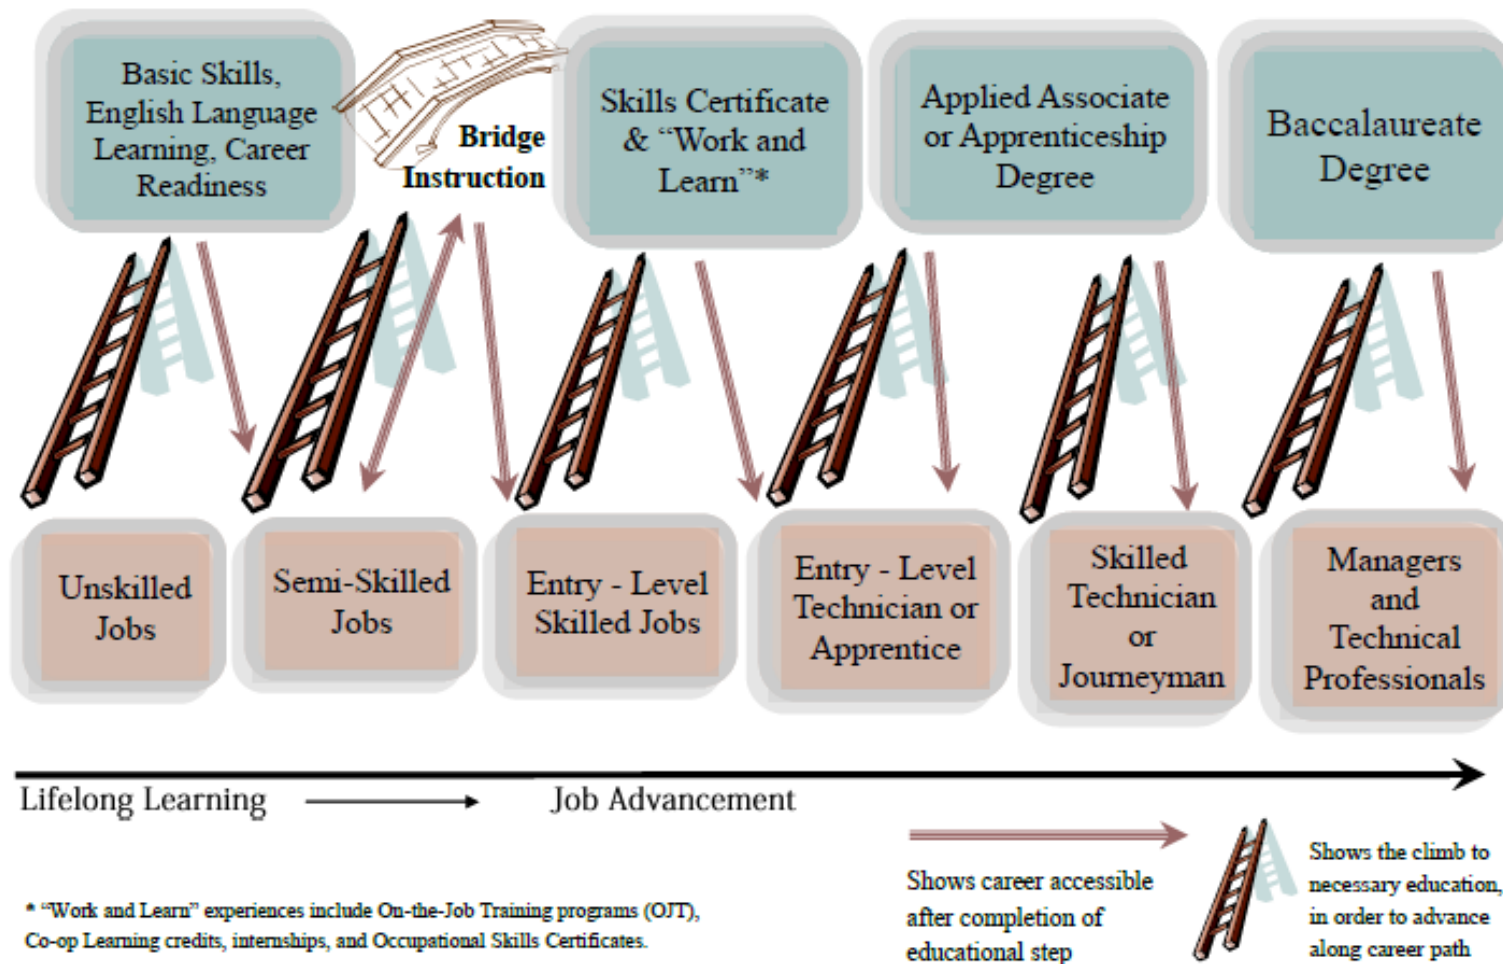 Basic Skills,
English Language
Learning, Career
Readiness
Bridge
Instruction
Skills Certificate
& “Work and
Learn”*
Applied Associate
or Apprenticeship
Degree
Baccalaureate
Degree
Unskilled
Jobs
Semi-Skilled
Jobs
Entry - Level
Skilled Jobs
Entry - Level
Technician or
Apprentice
Skilled
Technician
or
Journeyman
Managers
and
Technical
Professionals
Lifelong Learning
Job Advancement
* “Work and Learn” experiences include On-the-Job Training programs (OJT),
Co-op Learning credits, internships, and Occupational Skills Certificates.
Shows career accessible
after completion of
educational step
Shows the climb to
necessary education,
in order to advance
along career path